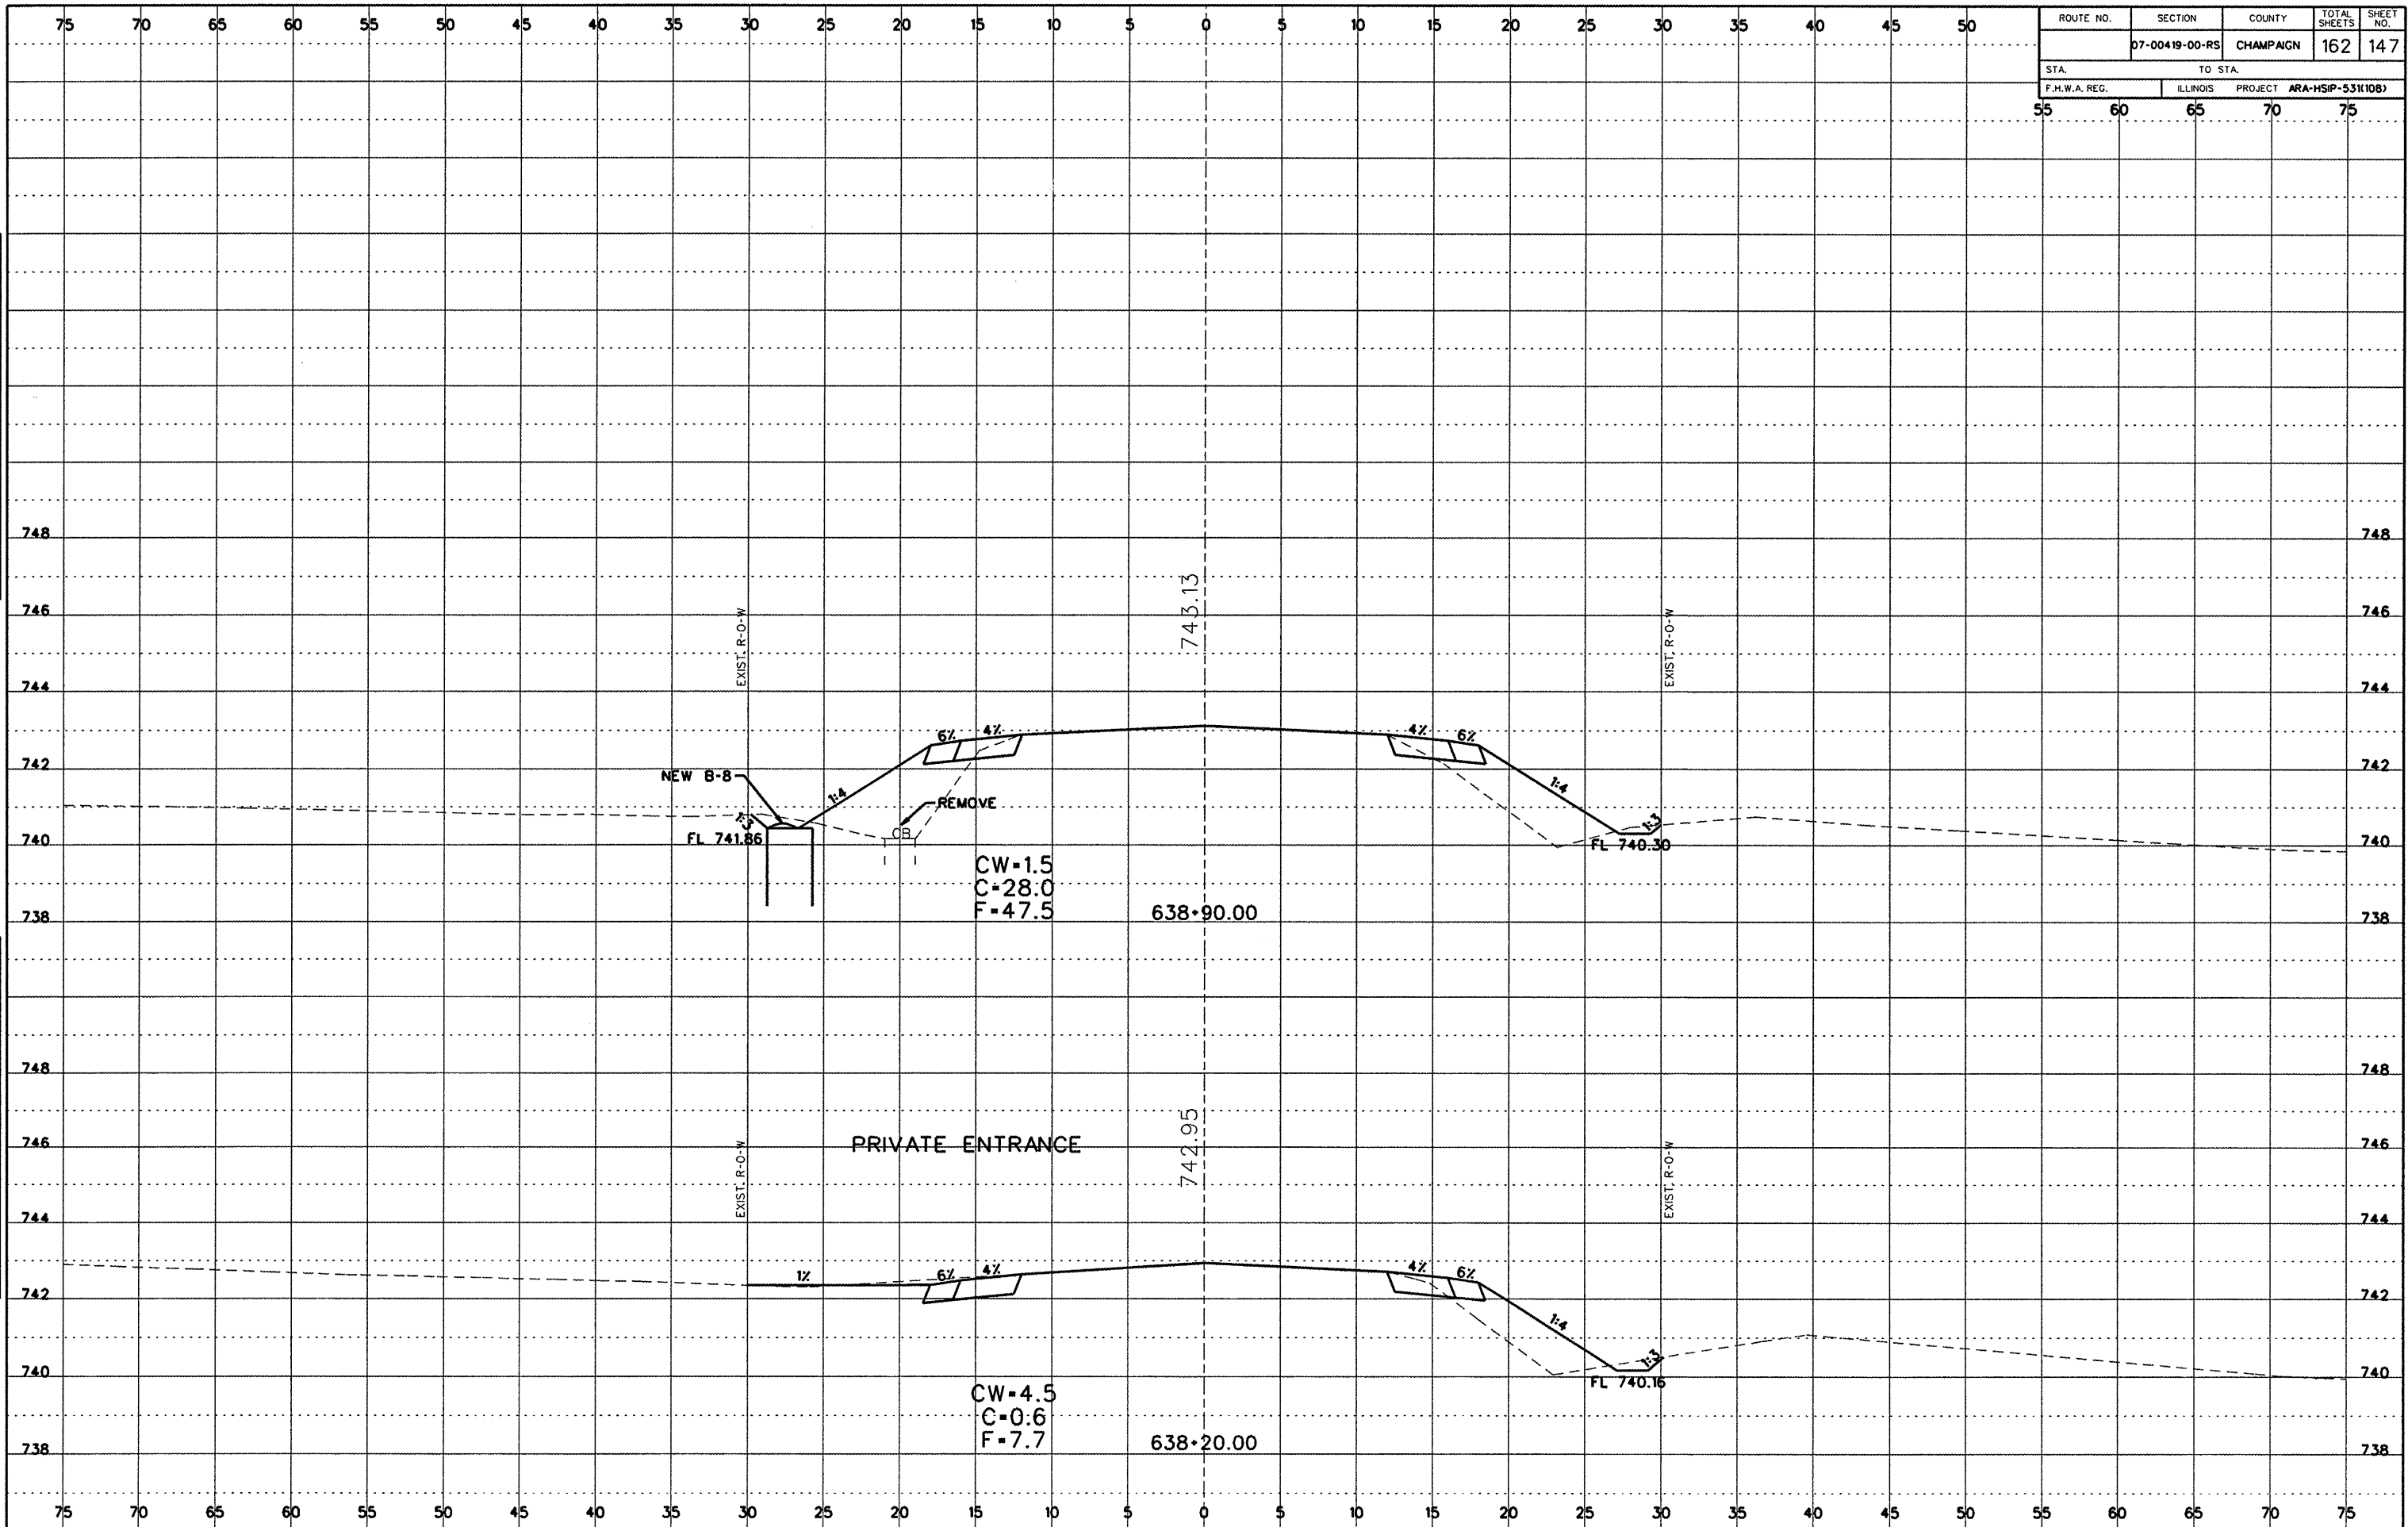 75 70 65 60 55 50 45 40 35 30 25 20 15 10 5 0 5 10 15 20 25 30 35 40 45 50
ROUTE NO. SECTION COUNTY TOTAL SHEETS SHEET NO.
07-00419-00-RS CHAMPAIGN 162 147
STA. TO STA.
F.H.W.A. REG. ILLINOIS PROJECT ARA-HSIP-531(108)
55 60 65 70 75
748 748
743.13
746 746
EXIST. R-O-W EXIST. R-O-W
744 744
6% 4% 4% 6%
742 742
NEW B-8
1:4 1:4
REMOVE
1:3 1:3
CB
FL 741.86 FL 740.30
740 740
CW=1.5
C=28.0
F=47.5 638+90.00
738 738
748 748
742.95
746 PRIVATE ENTRANCE 746
EXIST. R-O-W EXIST. R-O-W
744 744
1% 6% 4% 4% 6%
742 742
1:4
1:3
740 740
FL 740.16
CW=4.5
C=0.6
F=7.7 638+20.00
738 738
75 70 65 60 55 50 45 40 35 30 25 20 15 10 5 0 5 10 15 20 25 30 35 40 45 50 55 60 65 70 75